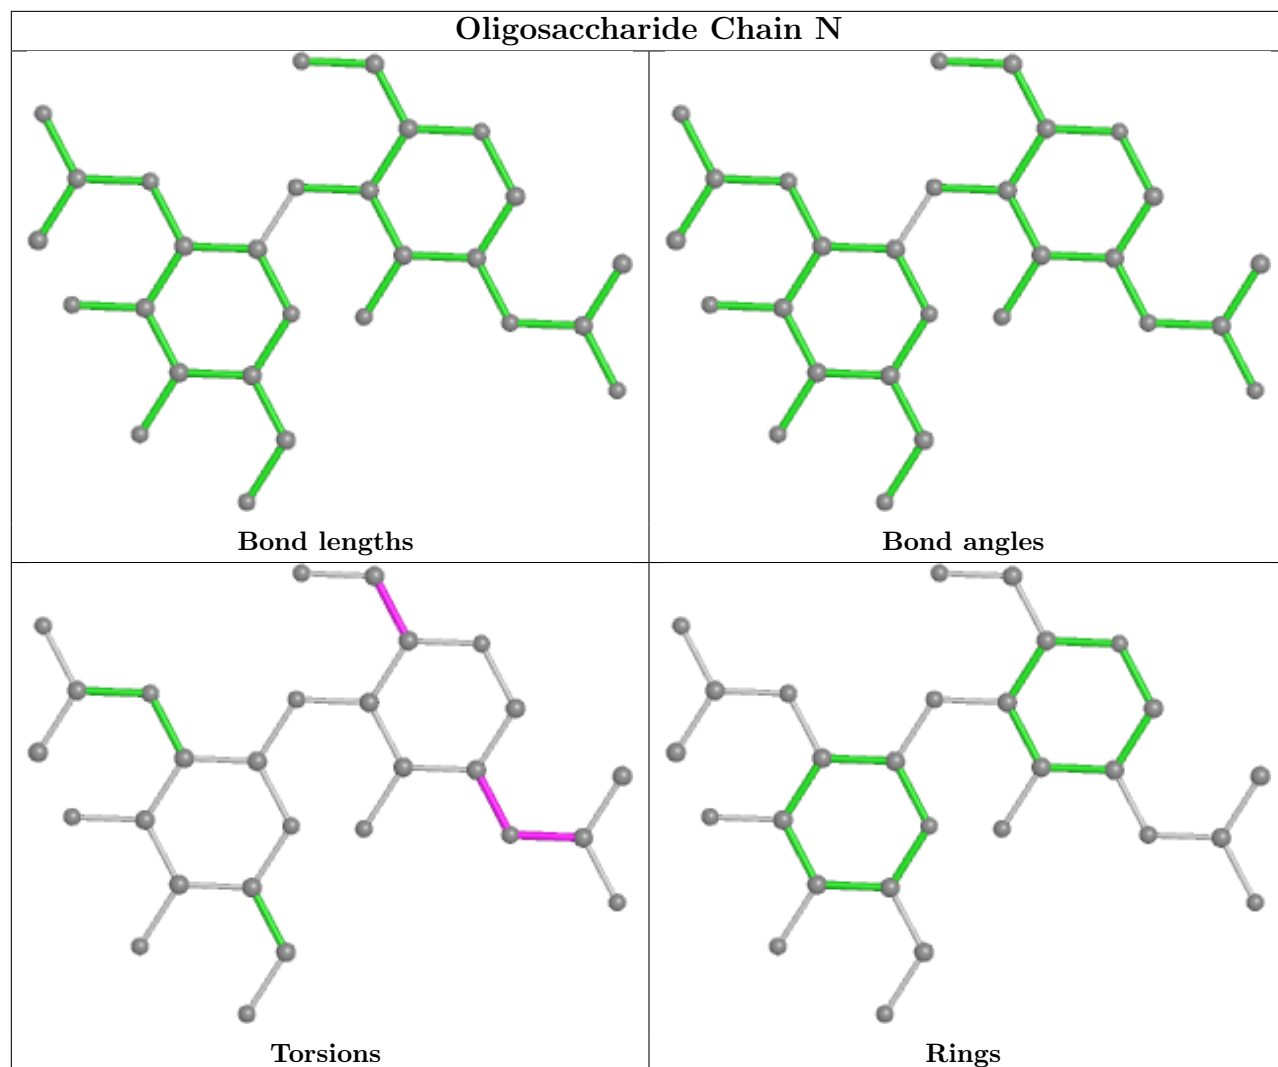 Oligosaccharide Chain N
Bond lengths
Bond angles
Torsions
Rings